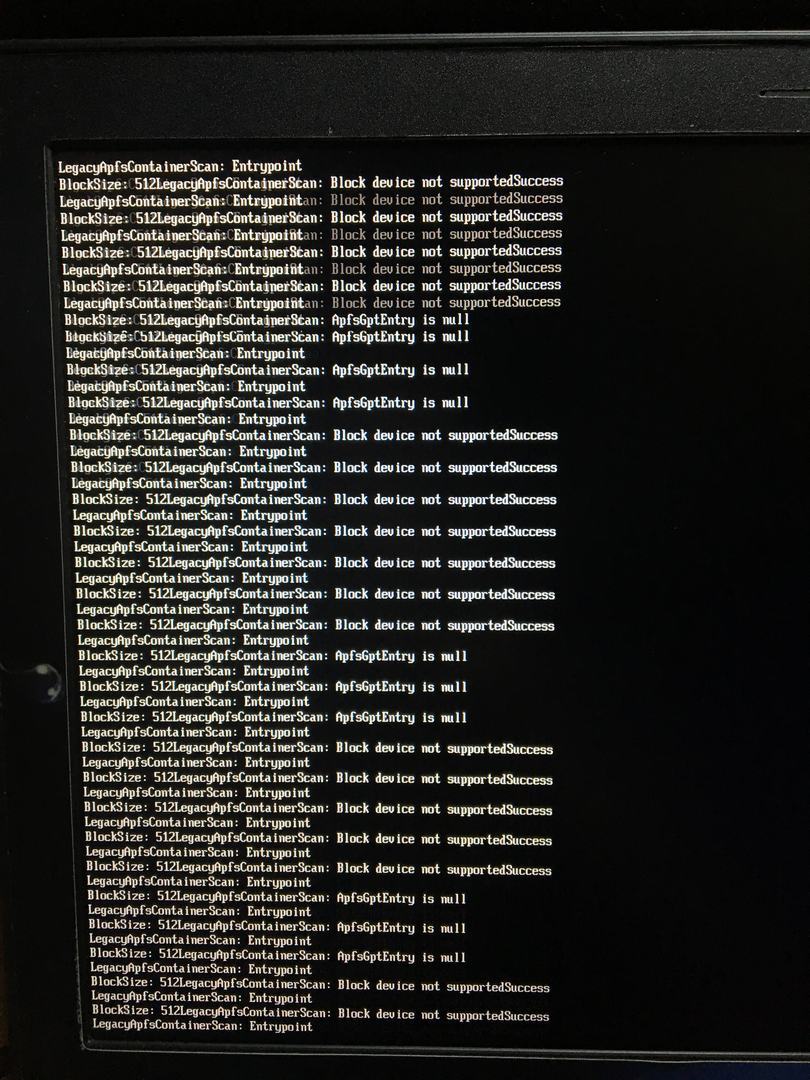 LegacyApfsContainerScan: Entrypoint
BlockSize: 512LegacyApfsContainerScan: Block device not supportedSuccess
LegacyApfsContainerScan: Entrypointan: Block device not supportedSuccess
BlockSize: 512LegacyApfsContainerScan: Block device not supportedSuccess
LegacyApfsContainerScan: Entrypointan: Block device not supportedSuccess
BlockSize: 512LegacyApfsContainerScan: Block device not supportedSuccess
LegacyApfsContainerScan: Entrypointan: Block device not supportedSuccess
BlockSize: 512LegacyApfsContainerScan: Block device not supportedSuccess
LegacyApfsContainerScan: Entrypointan: Block device not supportedSuccess
BlockSize: 512LegacyApfsContainerScan: ApfsGptEntry is null
BlockSize: 512LegacyApfsContainerScan: ApfsGptEntry is null
LegacyApfsContainerScan: Entrypoint
BlockSize: 512LegacyApfsContainerScan: ApfsGptEntry is null
LegacyApfsContainerScan: Entrypoint
BlockSize: 512LegacyApfsContainerScan: ApfsGptEntry is null
LegacyApfsContainerScan: Entrypoint
BlockSize: 512LegacyApfsContainerScan: Block device not supportedSuccess
LegacyApfsContainerScan: Entrypoint
BlockSize: 512LegacyApfsContainerScan: Block device not supportedSuccess
LegacyApfsContainerScan: Entrypoint
BlockSize: 512LegacyApfsContainerScan: Block device not supportedSuccess
LegacyApfsContainerScan: Entrypoint
BlockSize: 512LegacyApfsContainerScan: Block device not supportedSuccess
LegacyApfsContainerScan: Entrypoint
BlockSize: 512LegacyApfsContainerScan: Block device not supportedSuccess
LegacyApfsContainerScan: Entrypoint
BlockSize: 512LegacyApfsContainerScan: Block device not supportedSuccess
LegacyApfsContainerScan: Entrypoint
BlockSize: 512LegacyApfsContainerScan: Block device not supportedSuccess
LegacyApfsContainerScan: Entrypoint
BlockSize: 512LegacyApfsContainerScan: ApfsGptEntry is null
LegacyApfsContainerScan: Entrypoint
BlockSize: 512LegacyApfsContainerScan: ApfsGptEntry is null
LegacyApfsContainerScan: Entrypoint
BlockSize: 512LegacyApfsContainerScan: ApfsGptEntry is null
LegacyApfsContainerScan: Entrypoint
BlockSize: 512LegacyApfsContainerScan: Block device not supportedSuccess
LegacyApfsContainerScan: Entrypoint
BlockSize: 512LegacyApfsContainerScan: Block device not supportedSuccess
LegacyApfsContainerScan: Entrypoint
BlockSize: 512LegacyApfsContainerScan: Block device not supportedSuccess
LegacyApfsContainerScan: Entrypoint
BlockSize: 512LegacyApfsContainerScan: Block device not supportedSuccess
LegacyApfsContainerScan: Entrypoint
BlockSize: 512LegacyApfsContainerScan: Block device not supportedSuccess
LegacyApfsContainerScan: Entrypoint
BlockSize: 512LegacyApfsContainerScan: ApfsGptEntry is null
LegacyApfsContainerScan: Entrypoint
BlockSize: 512LegacyApfsContainerScan: ApfsGptEntry is null
LegacyApfsContainerScan: Entrypoint
BlockSize: 512LegacyApfsContainerScan: ApfsGptEntry is null
LegacyApfsContainerScan: Entrypoint
BlockSize: 512LegacyApfsContainerScan: Block device not supportedSuccess
LegacyApfsContainerScan: Entrypoint
BlockSize: 512LegacyApfsContainerScan: Block device not supportedSuccess
LegacyApfsContainerScan: Entrypoint